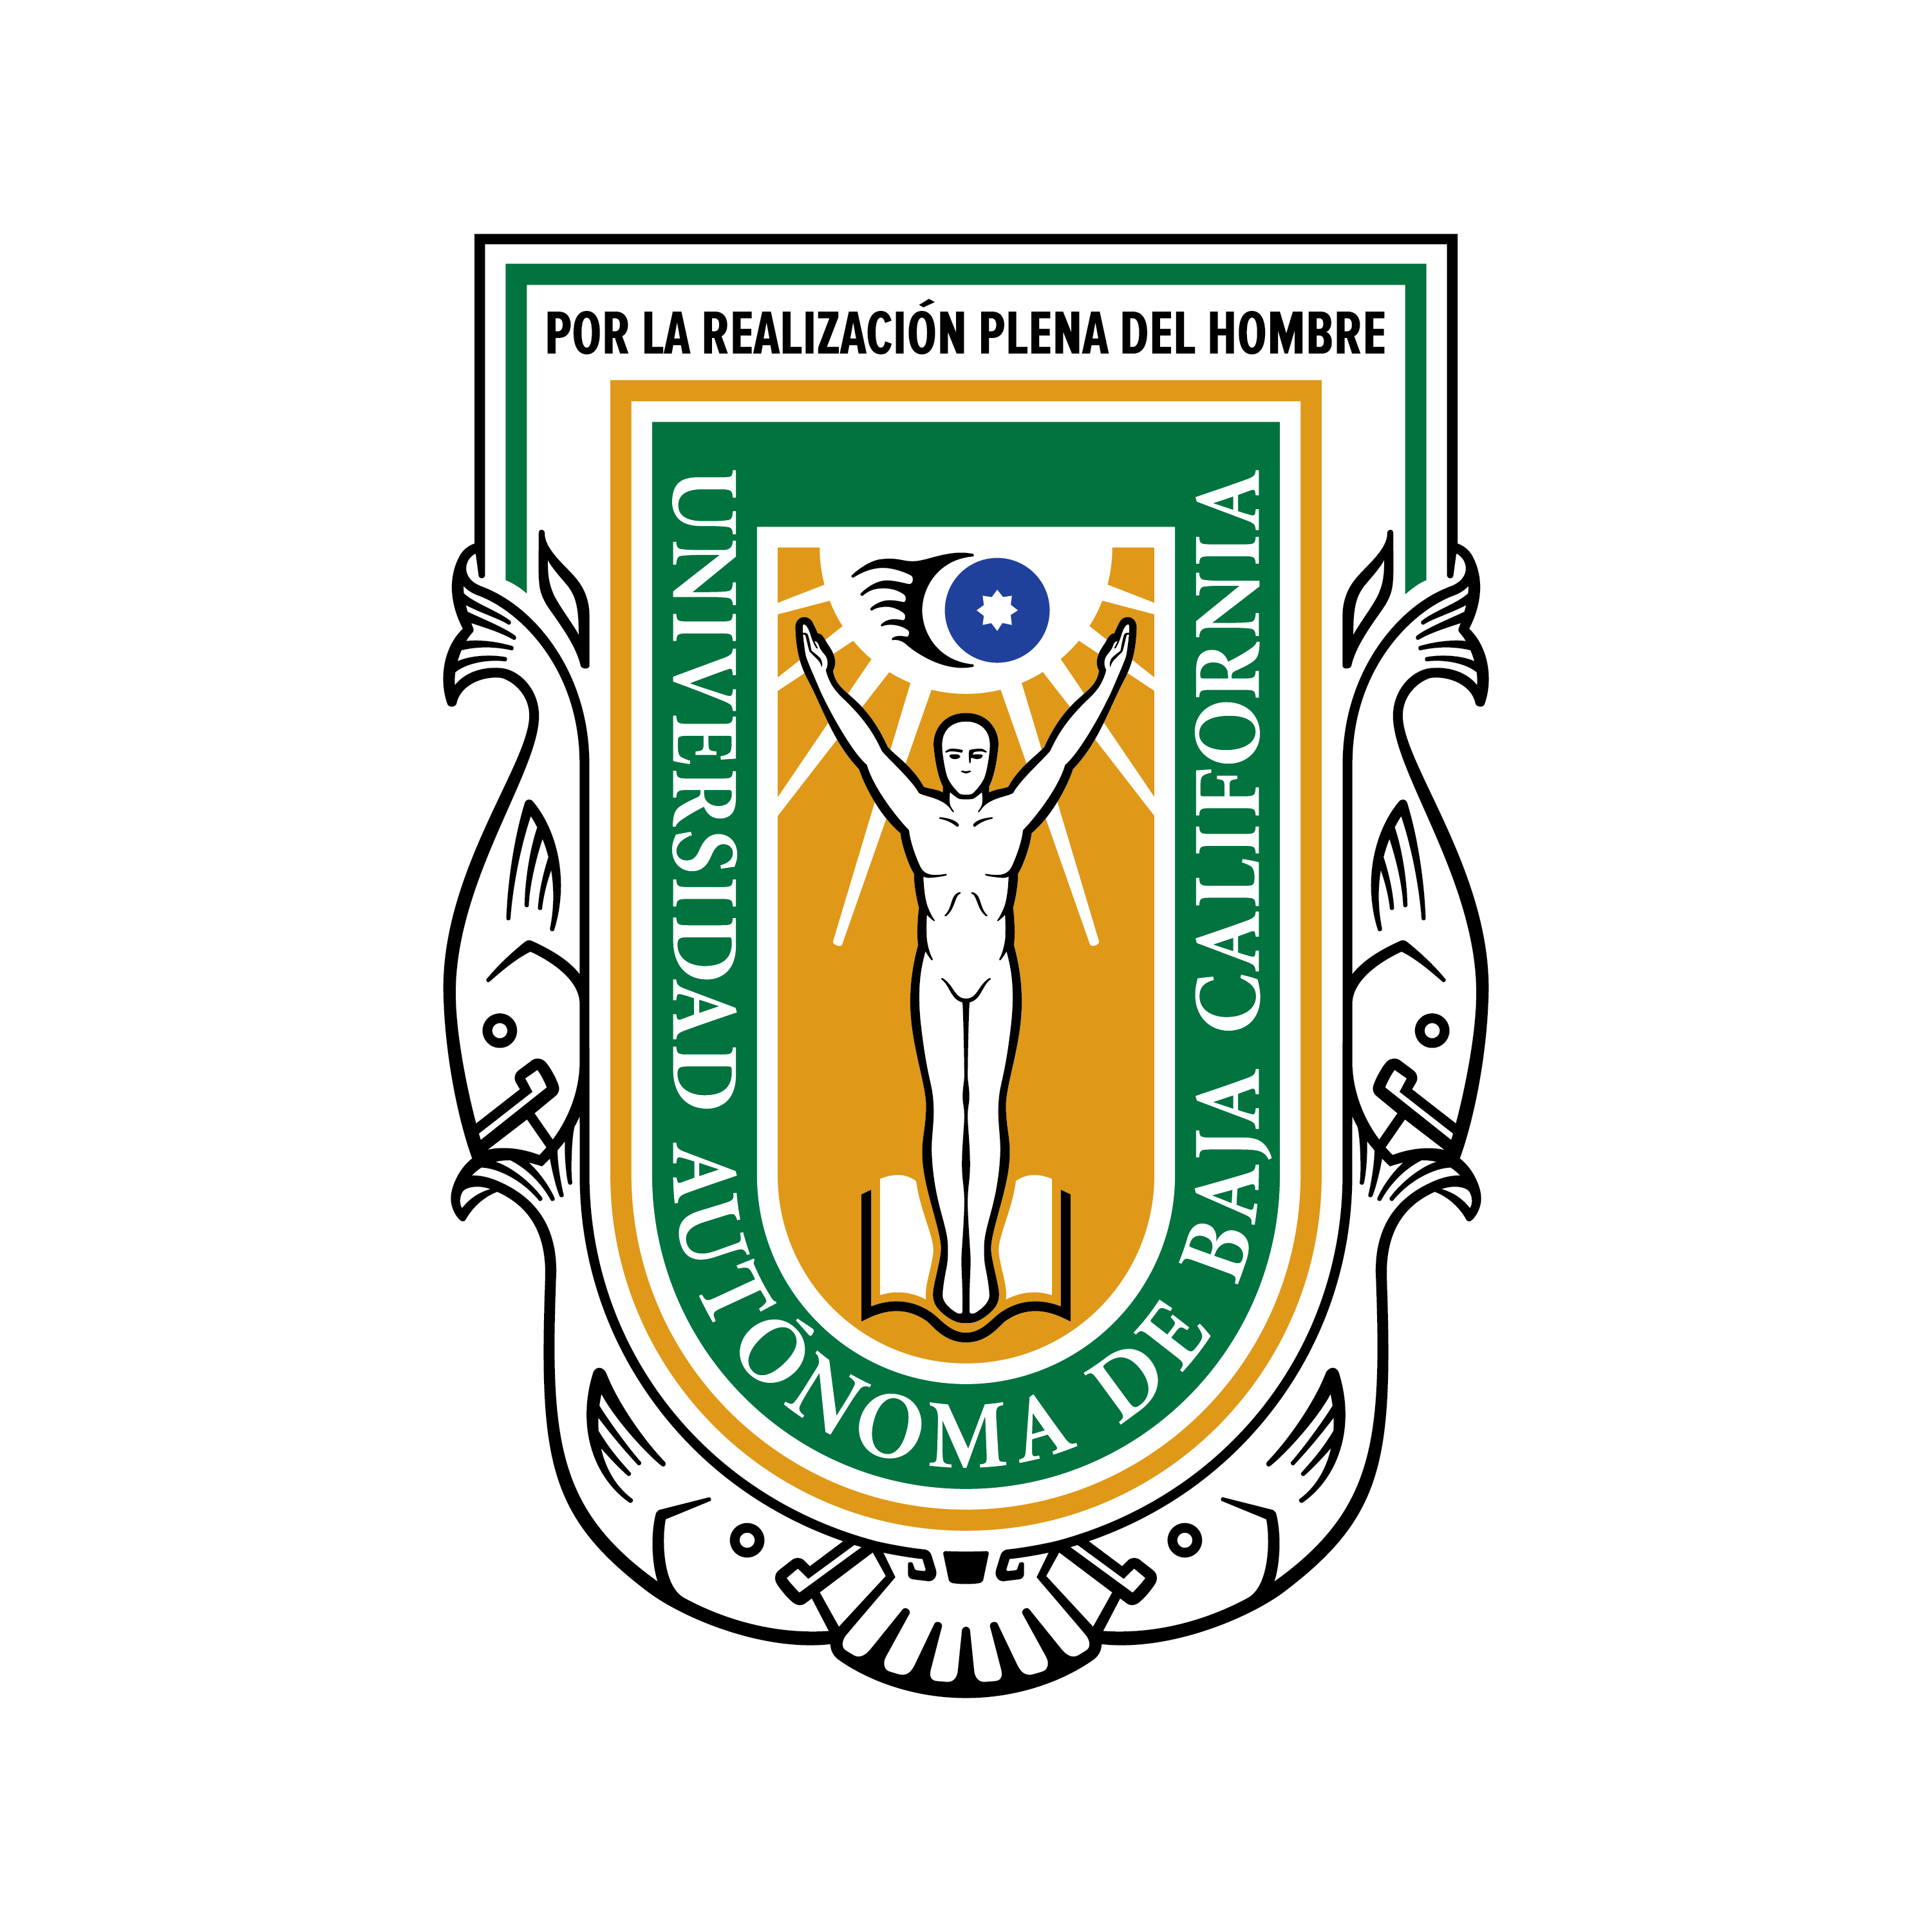 POR LA REALIZACIÓN PLENA DEL HOMBRE
UNIVERSIDAD AUTÓNOMA DE BAJA CALIFORNIA